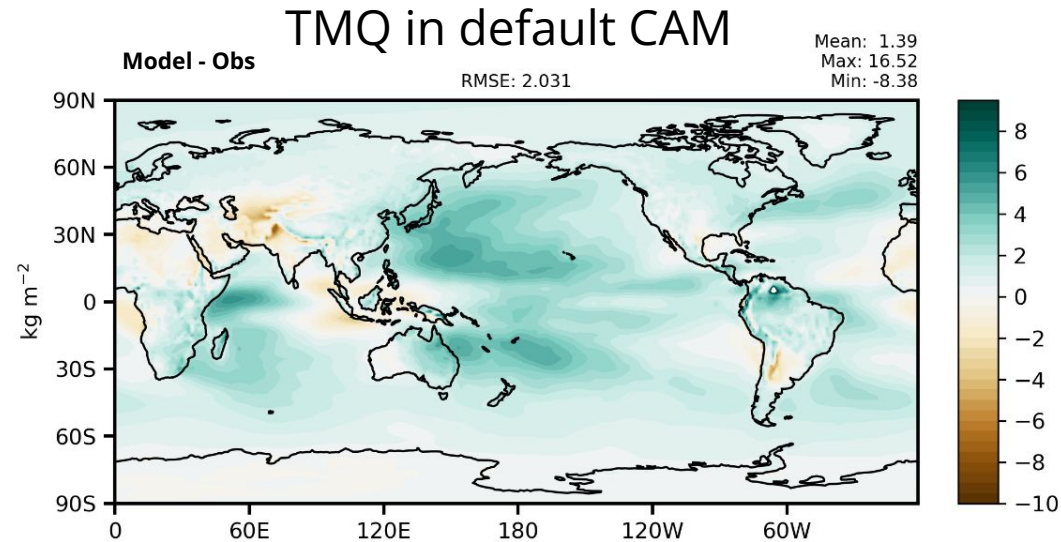 TMQ in default CAM
Model - Obs
RMSE: 2.031
Mean: 1.39
Max: 16.52
Min: -8.38
kg m⁻²
90N
60N
30N
0
30S
60S
90S
0
60E
120E
180
120W
60W
8
6
4
2
0
−2
−4
−6
−8
−10